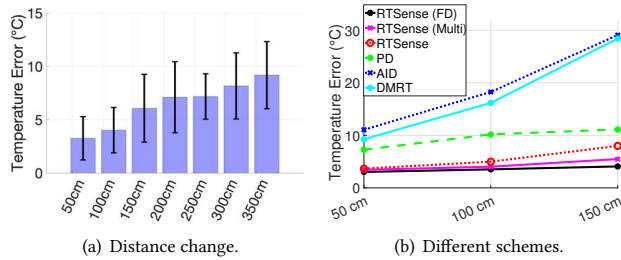 Temperature Error (°C)
15
10
5
0
50cm
100cm
150cm
200cm
250cm
300cm
350cm
(a) Distance change.
Temperature Error (°C)
30
20
10
0
RTSense (FD)
RTSense (Multi)
RTSense
PD
AID
DMRT
50 cm
100 cm
150 cm
(b) Different schemes.